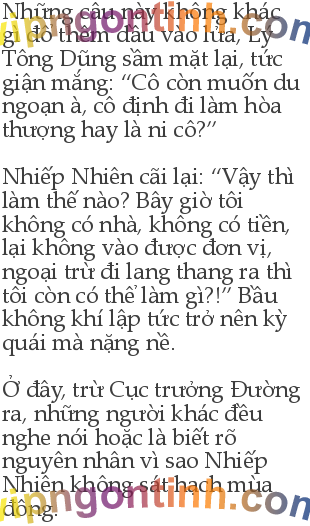 Những câu này không khác
gì đổ thêm dầu vào lửa, Lý
Tông Dũng sầm mặt lại, tức
giận mắng: “Cô còn muốn du
ngoạn à, cô định đi làm hòa
thượng hay là ni cô?”
Nhiếp Nhiên cãi lại: “Vậy thì
làm thế nào? Bây giờ tôi
không có nhà, không có tiền,
lại không vào được đơn vị,
ngoại trừ đi lang thang ra thì
tôi còn có thể làm gì?!” Bầu
không khí lập tức trở nên kỳ
quái mà nặng nề.
Ở đây, trừ Cục trưởng Đường
ra, những người khác đều
nghe nói hoặc là biết rõ
nguyên nhân vì sao Nhiếp
Nhiên không sát hạch mùa
đông.
vipngontinh.com
vipngontinh.com